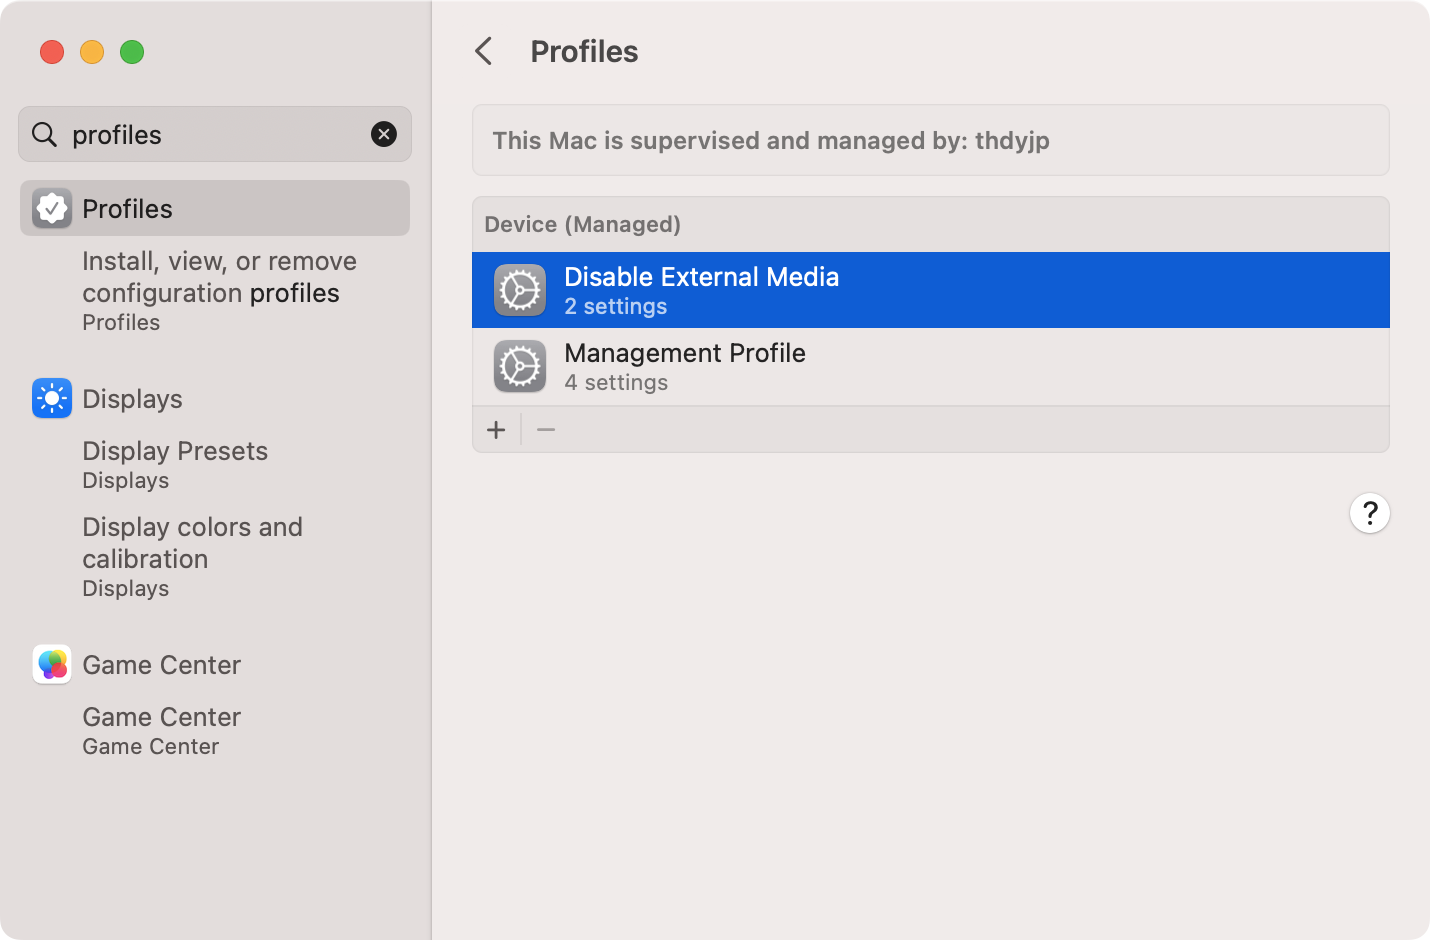 profiles
Profiles
Install, view, or remove
configuration profiles
Profiles
Displays
Display Presets
Displays
Display colors and
calibration
Displays
Game Center
Game Center
Game Center
Profiles
This Mac is supervised and managed by: thdyjp
Device (Managed)
Disable External Media
2 settings
Management Profile
4 settings
+ −
?